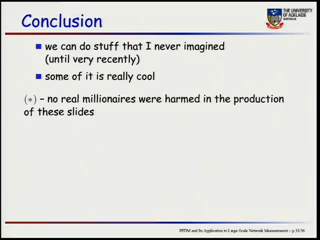 Conclusion
THE UNIVERSITY
OF ADELAIDE
AUSTRALIA
we can do stuff that I never imagined
(until very recently)
some of it is really cool
(*) – no real millionaires were harmed in the production
of these slides
PPDM and Its Application to Large-Scale Network Measurements – p.31/36